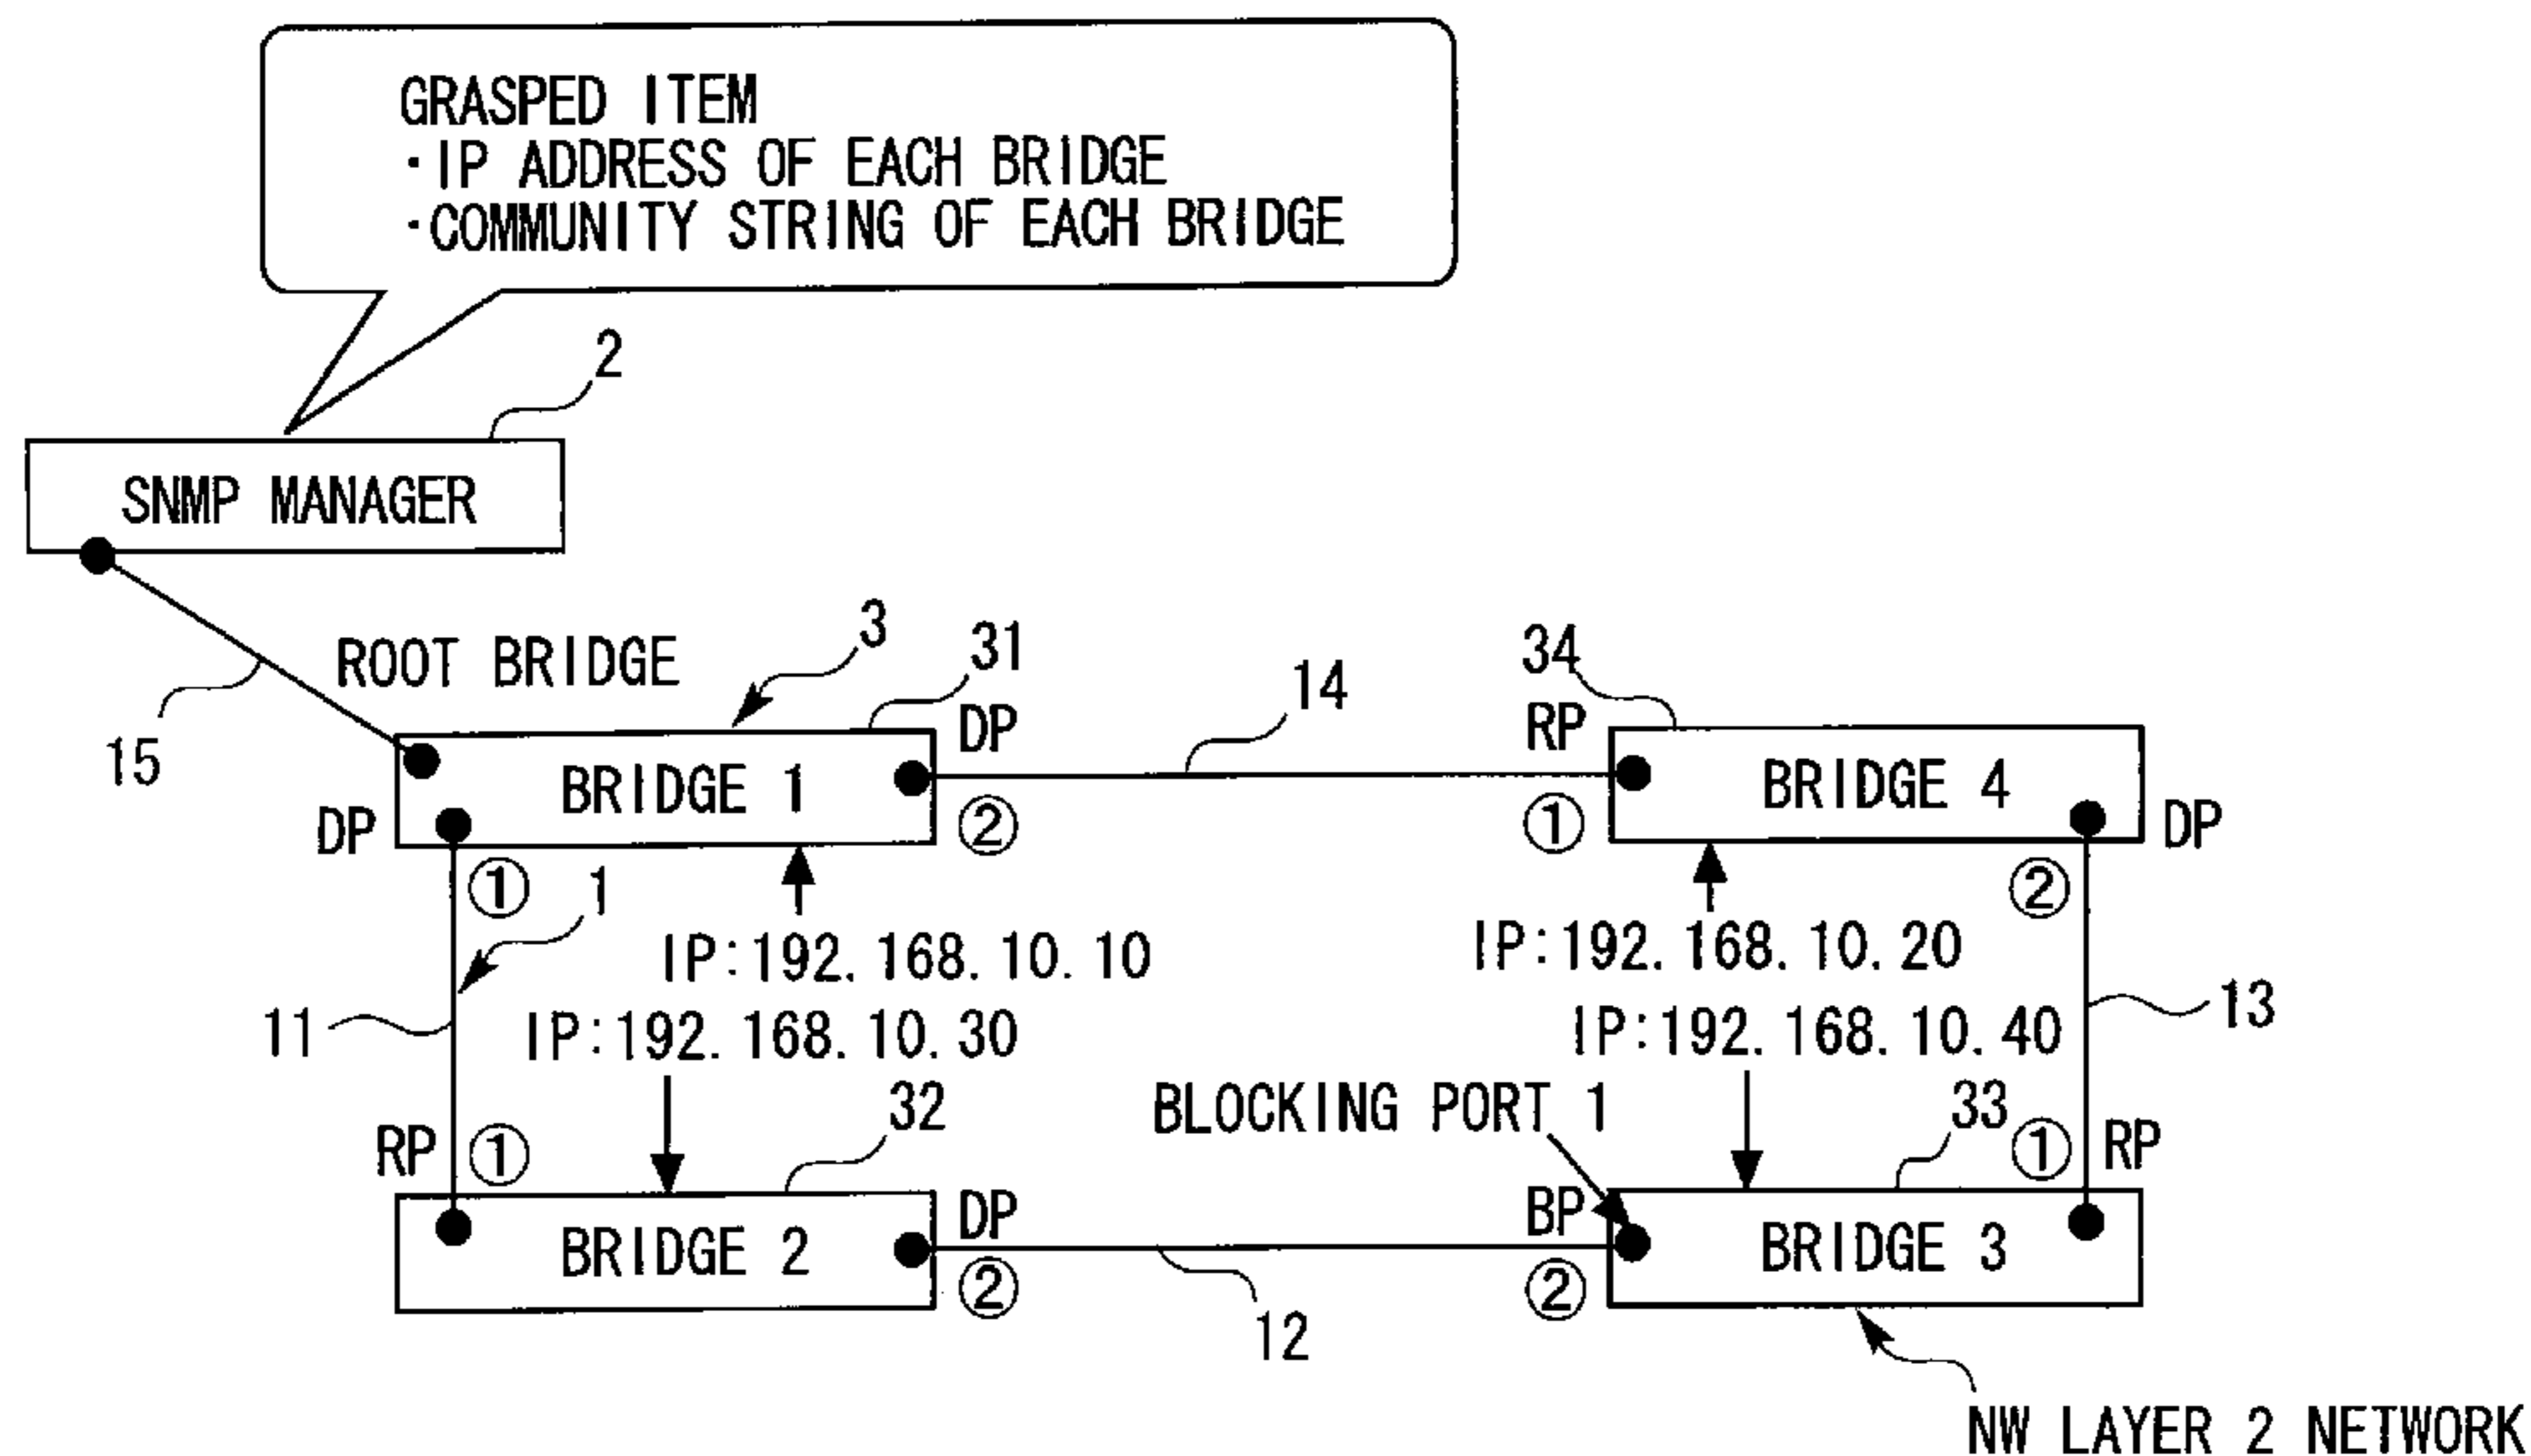 GRASPED ITEM
·IP ADDRESS OF EACH BRIDGE
·COMMUNITY STRING OF EACH BRIDGE
2
SNMP MANAGER
15
ROOT BRIDGE
3
31
14
34
DP
RP
BRIDGE 1
BRIDGE 4
DP
②
①
DP
①
1
②
IP:192.168.10.10
IP:192.168.10.20
11
IP:192.168.10.30
IP:192.168.10.40
13
BLOCKING PORT 1
32
33
RP
①
①
RP
DP
BP
BRIDGE 2
BRIDGE 3
②
②
12
NW LAYER 2 NETWORK